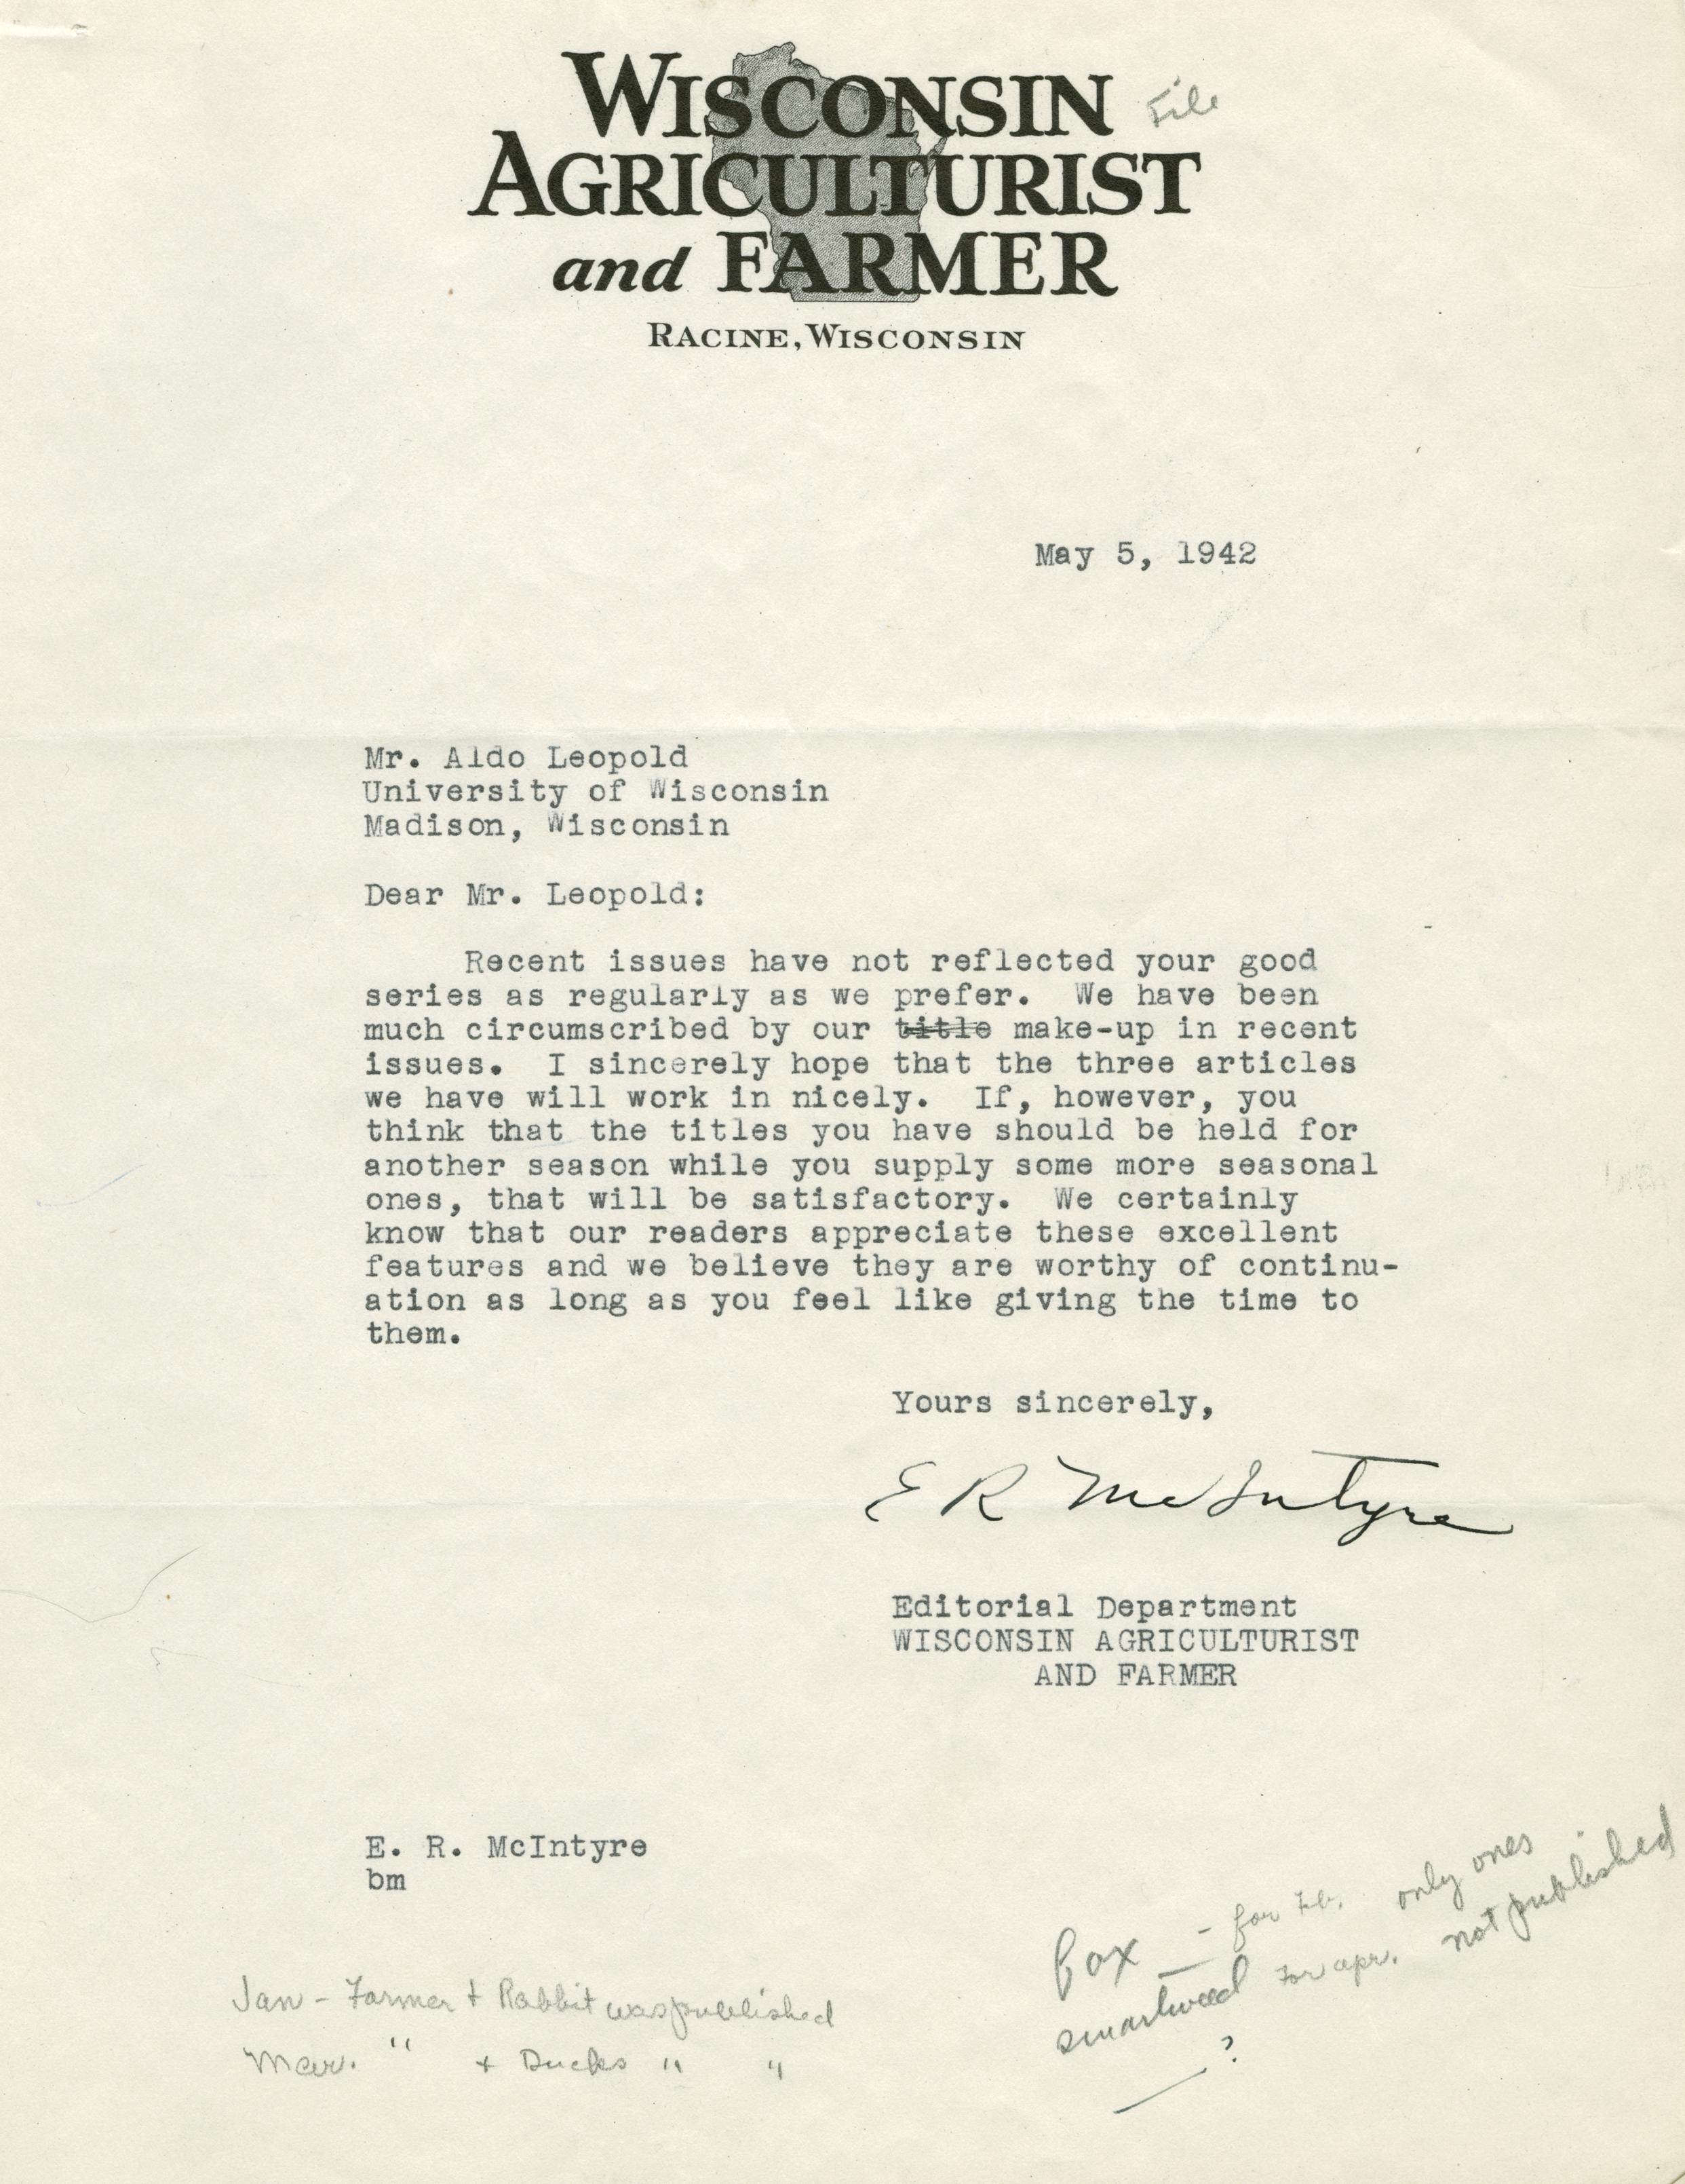 WISCONSIN
AGRICULTURIST
and FARMER
RACINE, WISCONSIN
File
May 5, 1942
Mr. Aldo Leopold
University of Wisconsin
Madison, Wisconsin
Dear Mr. Leopold:
Recent issues have not reflected your good
series as regularly as we prefer. We have been
much circumscribed by our title make-up in recent
issues. I sincerely hope that the three articles
we have will work in nicely. If, however, you
think that the titles you have should be held for
another season while you supply some more seasonal
ones, that will be satisfactory. We certainly
know that our readers appreciate these excellent
features and we believe they are worthy of continu-
ation as long as you feel like giving the time to
them.
Yours sincerely,
E R McIntyre
Editorial Department
WISCONSIN AGRICULTURIST
AND FARMER
E. R. McIntyre
bm
Fox — for Feb. only ones
smartweed for apr. not published
— ?
Jan - Farmer + Rabbit was published
Mar. " + Ducks " "